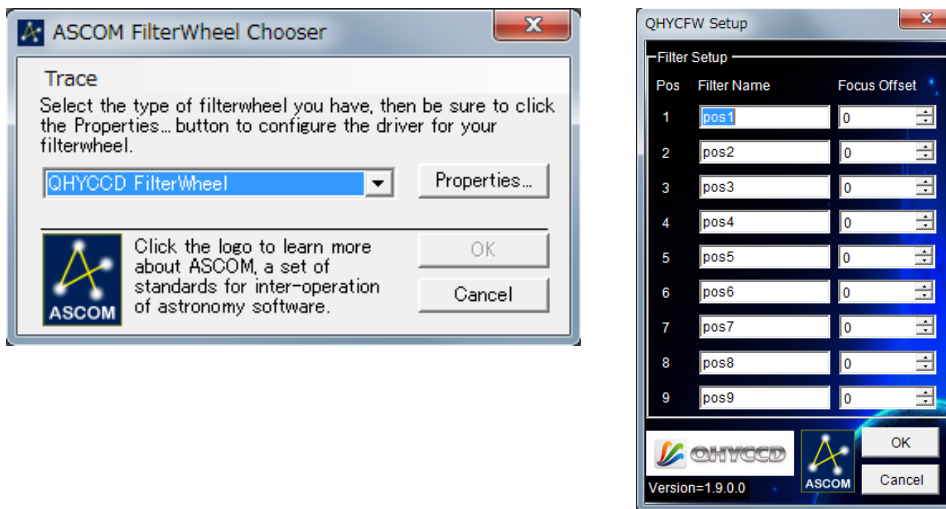 ASCOM FilterWheel Chooser
Trace
Select the type of filterwheel you have, then be sure to click
the Properties... button to configure the driver for your
filterwheel.
QHYCCD FilterWheel
Properties...
Click the logo to learn more
about ASCOM, a set of
standards for inter-operation
of astronomy software.
OK
Cancel
ASCOM
QHYCFW Setup
Filter Setup
Pos Filter Name Focus Offset
1 pos1 0
2 pos2 0
3 pos3 0
4 pos4 0
5 pos5 0
6 pos6 0
7 pos7 0
8 pos8 0
9 pos9 0
QHYCCD
Version=1.9.0.0
ASCOM
OK
Cancel